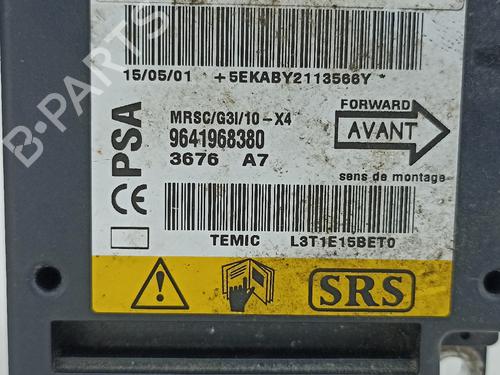 15/05/01 *+5EKABY2113566Y*
PSA
MRSC/G3I/10-X4
9641968380
3676 A7
FORWARD
AVANT
sens de montage
CE
TEMIC L3T1E15BET0
SRS
B-PARTS